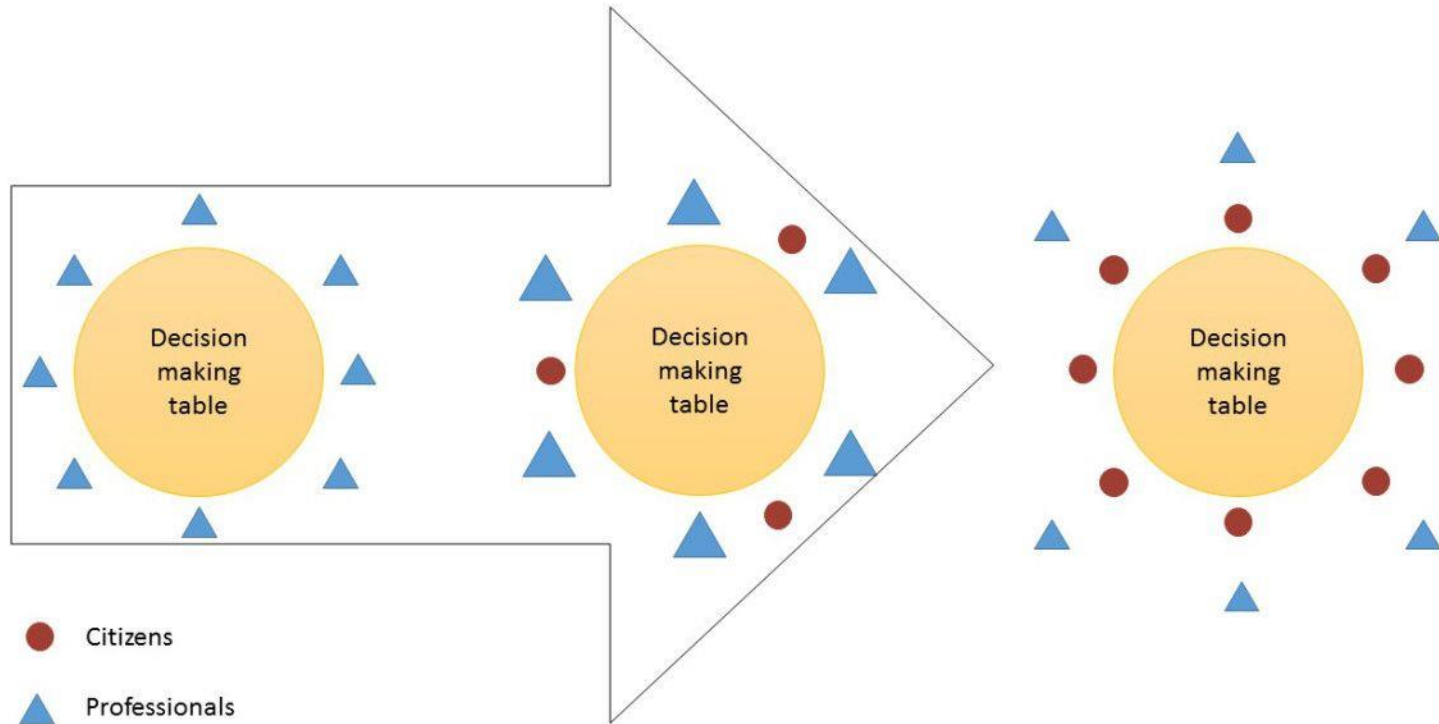 Decision
making
table
Decision
making
table
Decision
making
table
Citizens
Professionals